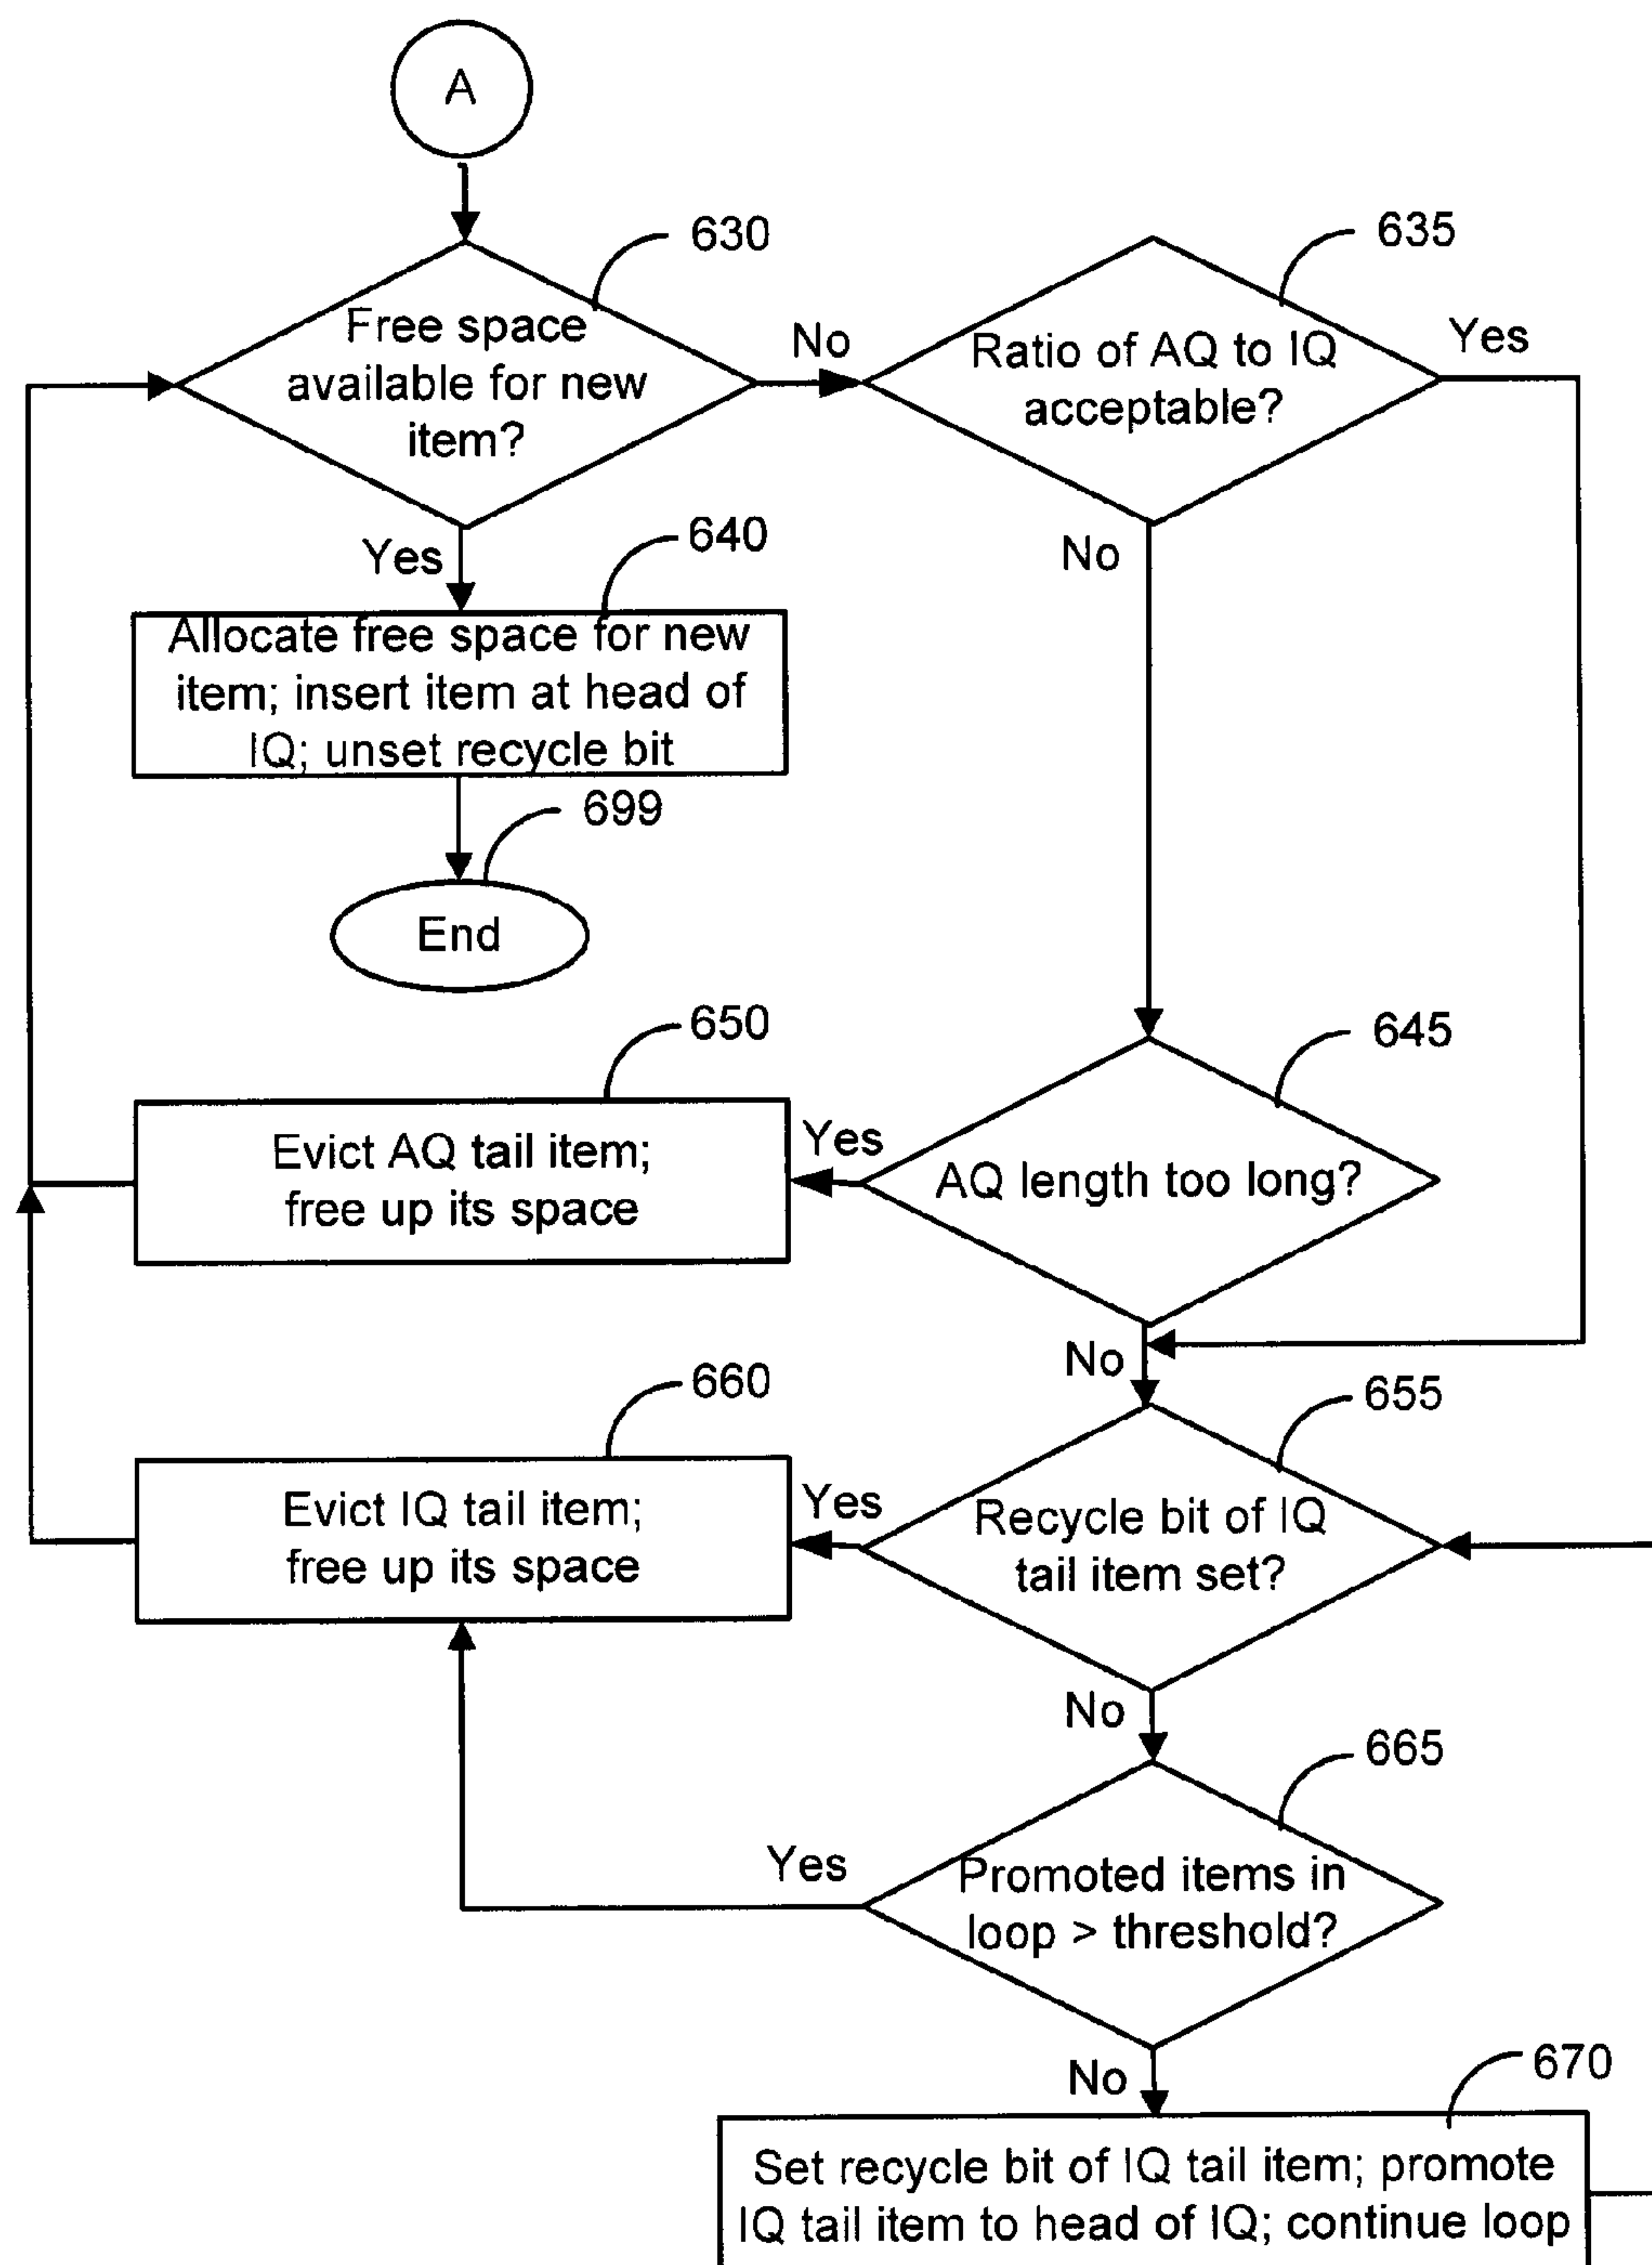 A
630
Free space
available for new
item?
No
635
Ratio of AQ to IQ
acceptable?
Yes
Yes
No
640
Allocate free space for new
item; insert item at head of
IQ; unset recycle bit
699
End
650
Evict AQ tail item;
free up its space
Yes
645
AQ length too long?
No
660
Evict IQ tail item;
free up its space
Yes
655
Recycle bit of IQ
tail item set?
No
665
Yes
Promoted items in
loop > threshold?
No
670
Set recycle bit of IQ tail item; promote
IQ tail item to head of IQ; continue loop